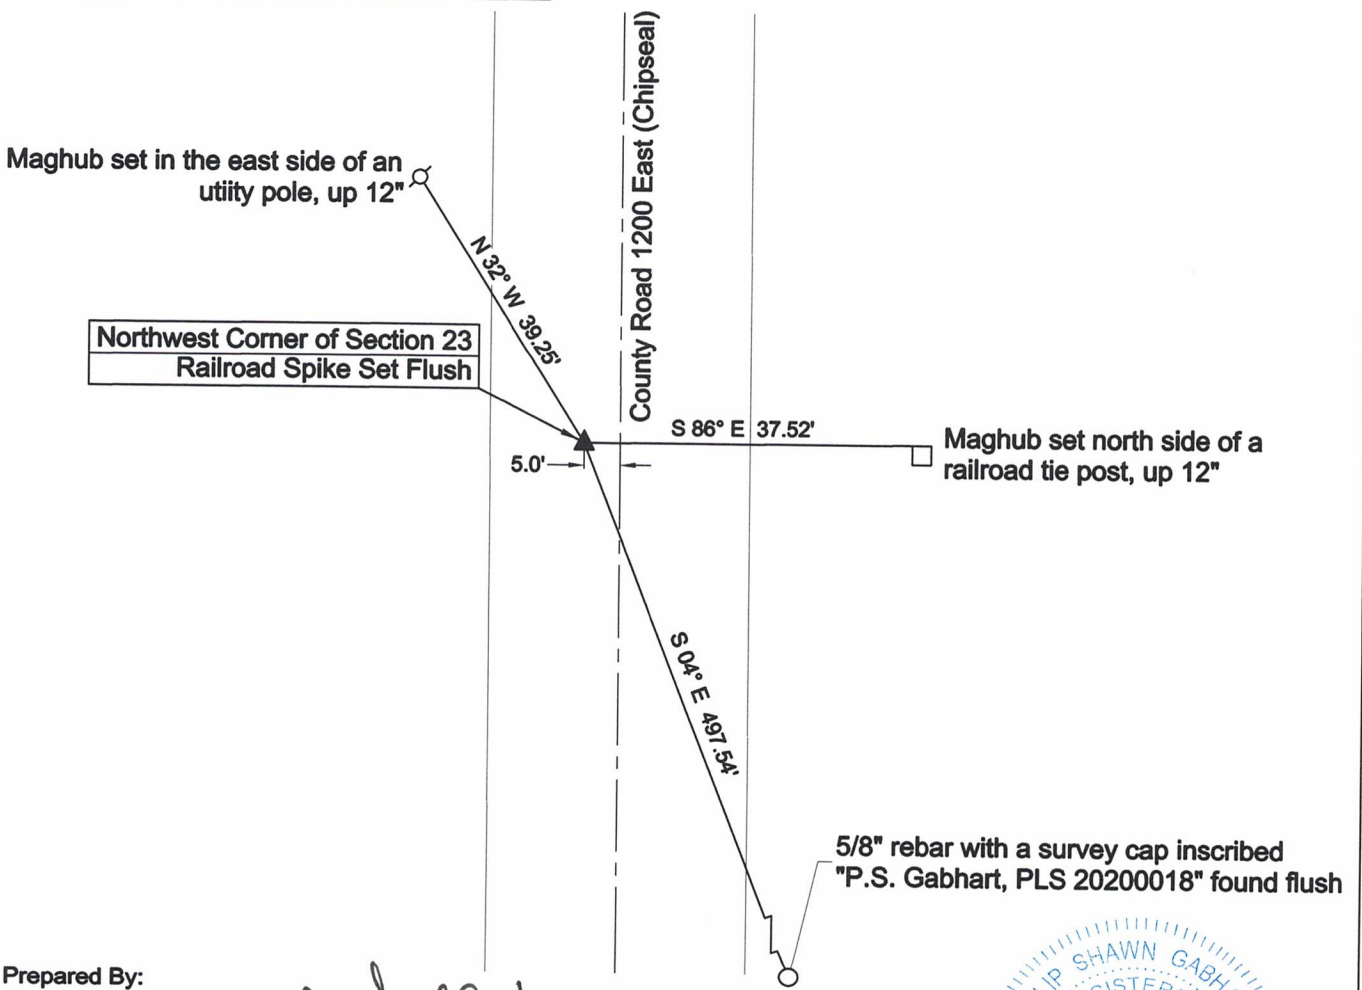 County Road 1200 East (Chipseal)
Maghub set in the east side of an
utiity pole, up 12"
N 32° W 39.25'
Northwest Corner of Section 23
Railroad Spike Set Flush
S 86° E 37.52'
Maghub set north side of a
railroad tie post, up 12"
5.0'
S 04° E 497.54'
5/8" rebar with a survey cap inscribed
"P.S. Gabhart, PLS 20200018" found flush
Prepared By:
SHAWN